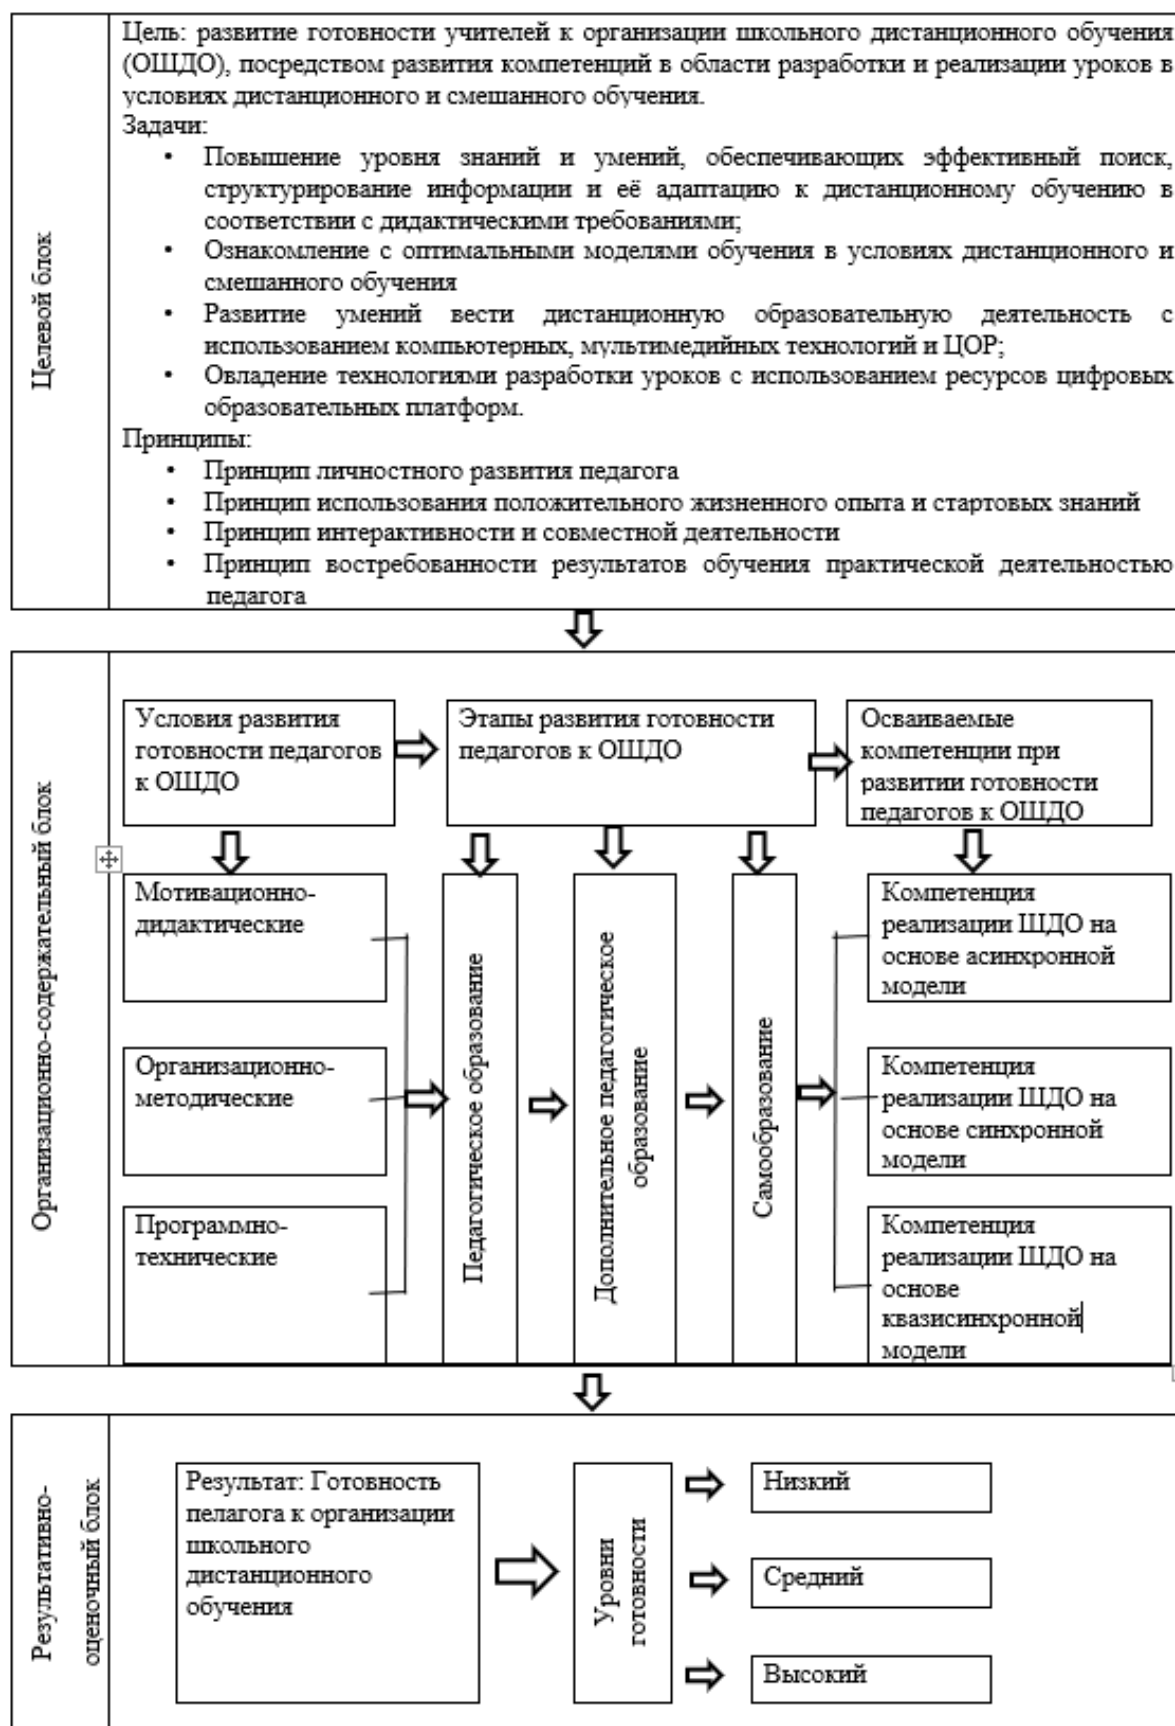 Целевой блок
Цель: развитие готовности учителей к организации школьного дистанционного обучения
(ОШДО), посредством развития компетенций в области разработки и реализации уроков в
условиях дистанционного и смешанного обучения.
Задачи:
• Повышение уровня знаний и умений, обеспечивающих эффективный поиск,
структурирование информации и её адаптацию к дистанционному обучению в
соответствии с дидактическими требованиями;
• Ознакомление с оптимальными моделями обучения в условиях дистанционного и
смешанного обучения
• Развитие умений вести дистанционную образовательную деятельность с
использованием компьютерных, мультимедийных технологий и ЦОР;
• Овладение технологиями разработки уроков с использованием ресурсов цифровых
образовательных платформ.
Принципы:
• Принцип личностного развития педагога
• Принцип использования положительного жизненного опыта и стартовых знаний
• Принцип интерактивности и совместной деятельности
• Принцип востребованности результатов обучения практической деятельностью
педагога
Организационно-содержательный блок
Условия развития
готовности педагогов
к ОШДО
Этапы развития готовности
педагогов к ОШДО
Осваиваемые
компетенции при
развитии готовности
педагогов к ОШДО
Мотивационно-
дидактические
Организационно-
методические
Программно-
технические
Педагогическое образование
Дополнительное педагогическое
образование
Самообразование
Компетенция
реализации ШДО на
основе асинхронной
модели
Компетенция
реализации ШДО на
основе синхронной
модели
Компетенция
реализации ШДО на
основе
квазисинхронной
модели
Результативно-
оценочный блок
Результат: Готовность
пелагога к организации
школьного
дистанционного
обучения
Уровни
готовности
Низкий
Средний
Высокий